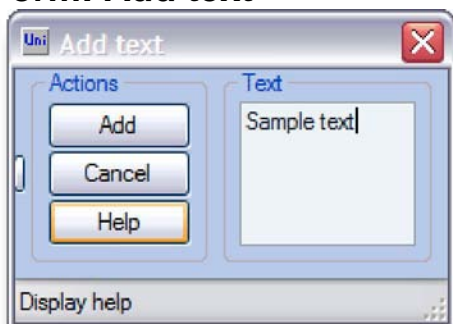 Uni Add text
Actions
Add
Cancel
Help
Text
Sample text
Display help